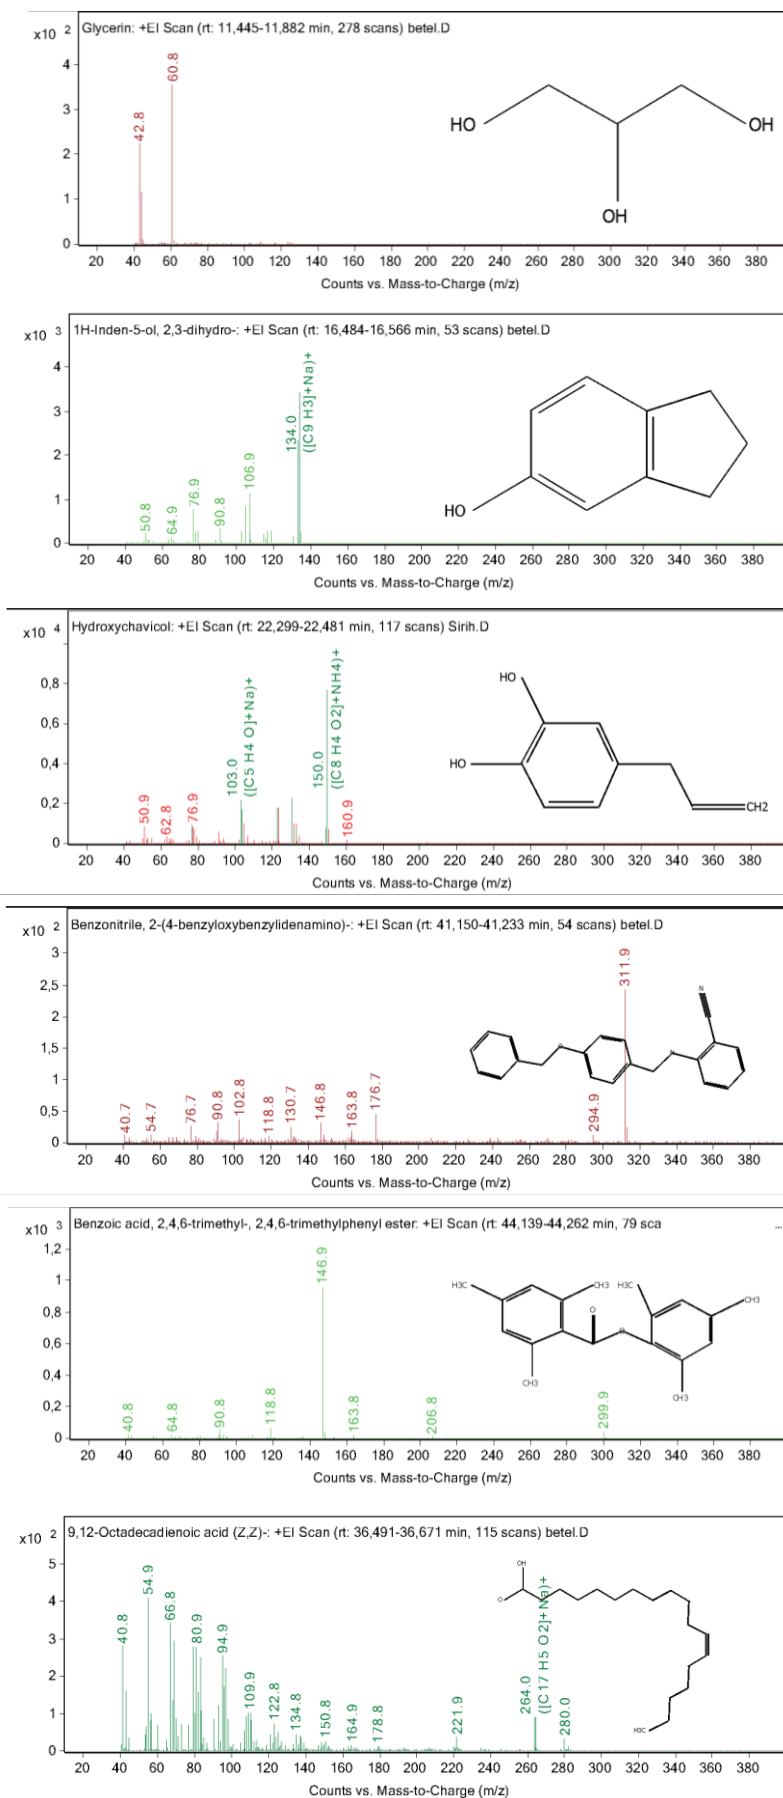 Glycerin: +EI Scan (rt: 11,445-11,882 min, 278 scans) betel.D
x10 2
4
3
2
1
0
42.8
60.8
HO
OH
OH
20 40 60 80 100 120 140 160 180 200 220 240 260 280 300 320 340 360 380
Counts vs. Mass-to-Charge (m/z)
1H-Inden-5-ol, 2,3-dihydro-: +EI Scan (rt: 16,484-16,566 min, 53 scans) betel.D
x10 3
4
3
2
1
0
50.8
64.9
76.9
90.8
106.9
134.0
([C9 H3]+Na)+
HO
20 40 60 80 100 120 140 160 180 200 220 240 260 280 300 320 340 360 380
Counts vs. Mass-to-Charge (m/z)
Hydroxychavicol: +EI Scan (rt: 22,299-22,481 min, 117 scans) Sirih.D
x10 4
0,8
0,6
0,4
0,2
0
50.9
62.8
76.9
103.0
([C5 H4 O]+Na)+
150.0
([C8 H4 O2]+NH4)+
160.9
HO
HO
CH2
20 40 60 80 100 120 140 160 180 200 220 240 260 280 300 320 340 360 380
Counts vs. Mass-to-Charge (m/z)
Benzonitrile, 2-(4-benzyloxybenzylidenamino)-: +EI Scan (rt: 41,150-41,233 min, 54 scans) betel.D
x10 2
3
2,5
2
1,5
1
0,5
0
40.7
54.7
76.7
90.8
102.8
118.8
130.7
146.8
163.8
176.7
294.9
311.9
N
O
N
20 40 60 80 100 120 140 160 180 200 220 240 260 280 300 320 340 360 380
Counts vs. Mass-to-Charge (m/z)
Benzoic acid, 2,4,6-trimethyl-, 2,4,6-trimethylphenyl ester: +EI Scan (rt: 44,139-44,262 min, 79 sca ...
x10 3
1,2
1
0,8
0,6
0,4
0,2
0
40.8
64.8
90.8
118.8
146.9
163.8
206.8
299.9
H3C
CH3
H3C
CH3
O
O
CH3
CH3
20 40 60 80 100 120 140 160 180 200 220 240 260 280 300 320 340 360 380
Counts vs. Mass-to-Charge (m/z)
9,12-Octadecadienoic acid (Z,Z)-: +EI Scan (rt: 36,491-36,671 min, 115 scans) betel.D
x10 2
5
4
3
2
1
0
40.8
54.9
66.8
80.9
94.9
109.9
122.8
134.8
150.8
164.9
178.8
221.9
264.0
([C17 H5 O2]+Na)+
280.0
OH
O
H3C
20 40 60 80 100 120 140 160 180 200 220 240 260 280 300 320 340 360 380
Counts vs. Mass-to-Charge (m/z)